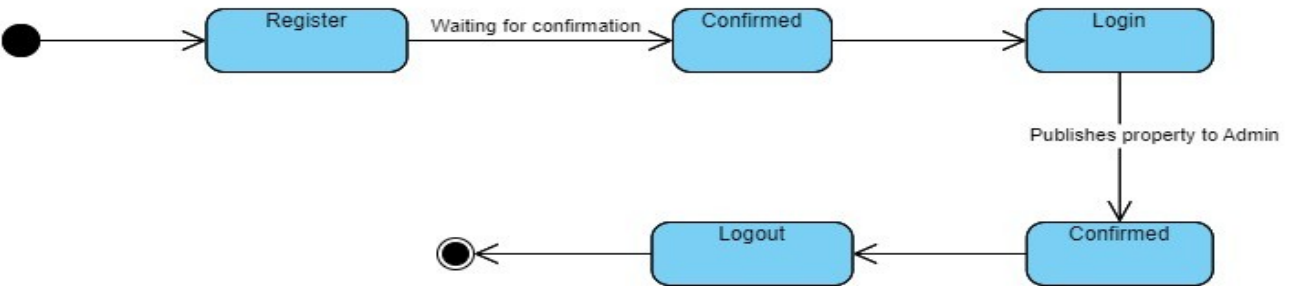 Register
Waiting for confirmation
Confirmed
Login
Publishes property to Admin
Confirmed
Logout